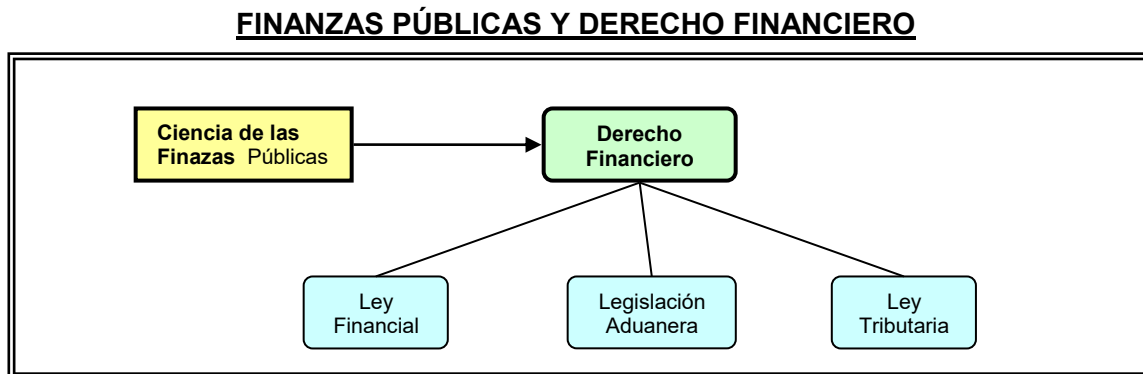 FINANZAS PÚBLICAS Y DERECHO FINANCIERO
Ciencia de las
Finazas Públicas
Derecho
Financiero
Ley
Financial
Legislación
Aduanera
Ley
Tributaria